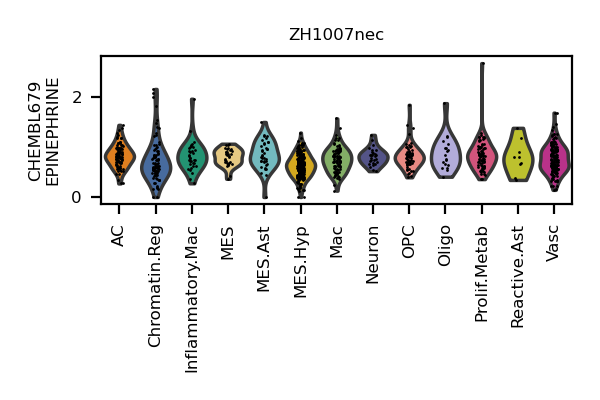 ZH1007nec
CHEMBL679
EPINEPHRINE
2
0
AC
Chromatin.Reg
Inflammatory.Mac
MES
MES.Ast
MES.Hyp
Mac
Neuron
OPC
Oligo
Prolif.Metab
Reactive.Ast
Vasc